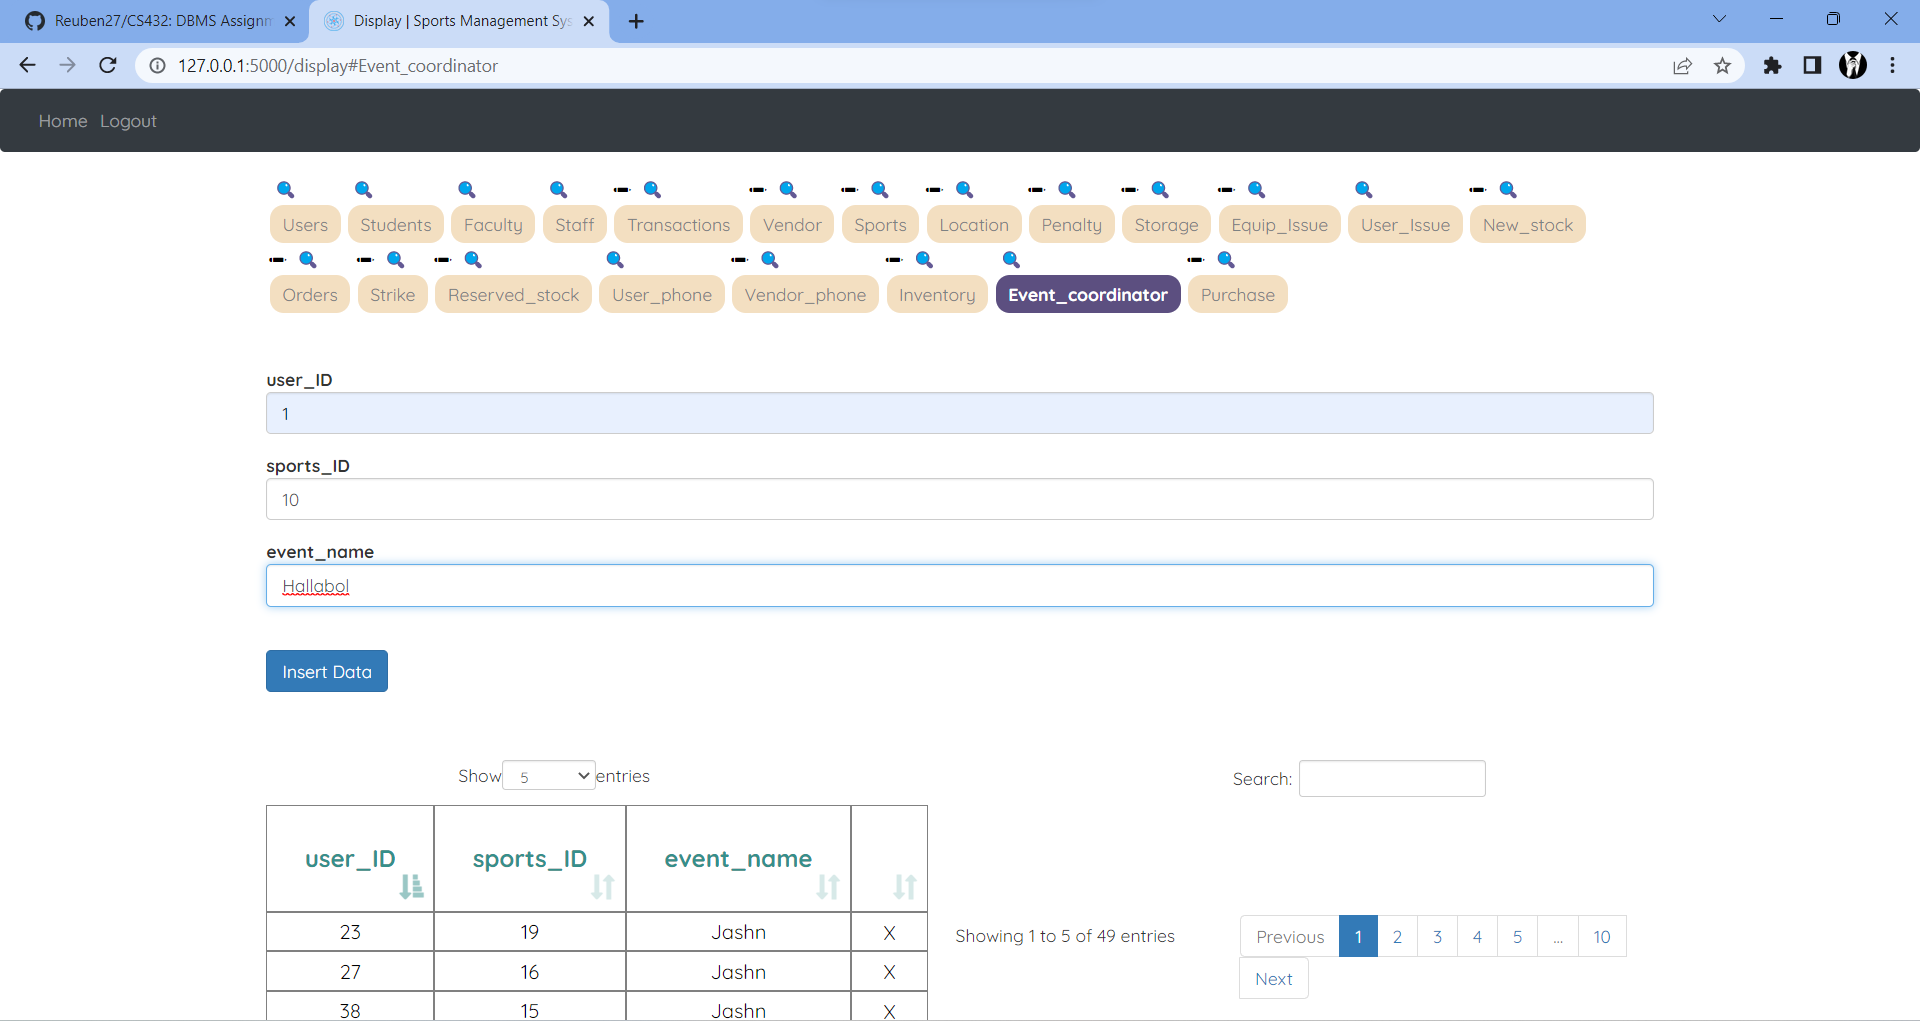 Reuben27/CS432: DBMS Assignm
Display | Sports Management Sys
127.0.0.1:5000/display#Event_coordinator
Home Logout
Users Students Faculty Staff Transactions Vendor Sports Location Penalty Storage Equip_Issue User_Issue New_stock
Orders Strike Reserved_stock User_phone Vendor_phone Inventory Event_coordinator Purchase
user_ID
1
sports_ID
10
event_name
Hallabol
Insert Data
Show 5 entries
Search:
user_ID sports_ID event_name
23 19 Jashn X
27 16 Jashn X
38 15 Jashn X
Showing 1 to 5 of 49 entries
Previous 1 2 3 4 5 ... 10
Next